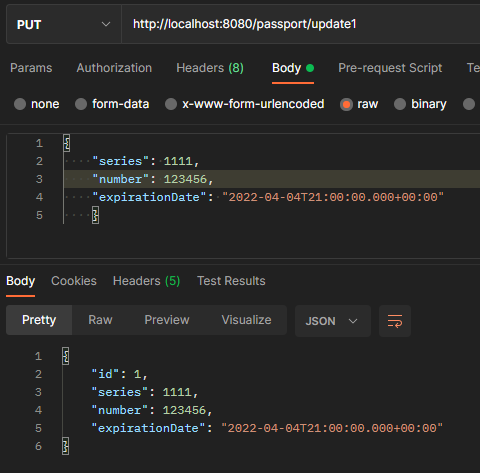 PUT http://localhost:8080/passport/update1
Params Authorization Headers (8) Body Pre-request Script Te
none form-data x-www-form-urlencoded raw binary
1 {
2 "series": 1111,
3 "number": 123456,
4 "expirationDate": "2022-04-04T21:00:00.000+00:00"
5 }
Body Cookies Headers (5) Test Results
Pretty Raw Preview Visualize JSON
1 {
2 "id": 1,
3 "series": 1111,
4 "number": 123456,
5 "expirationDate": "2022-04-04T21:00:00.000+00:00"
6 }